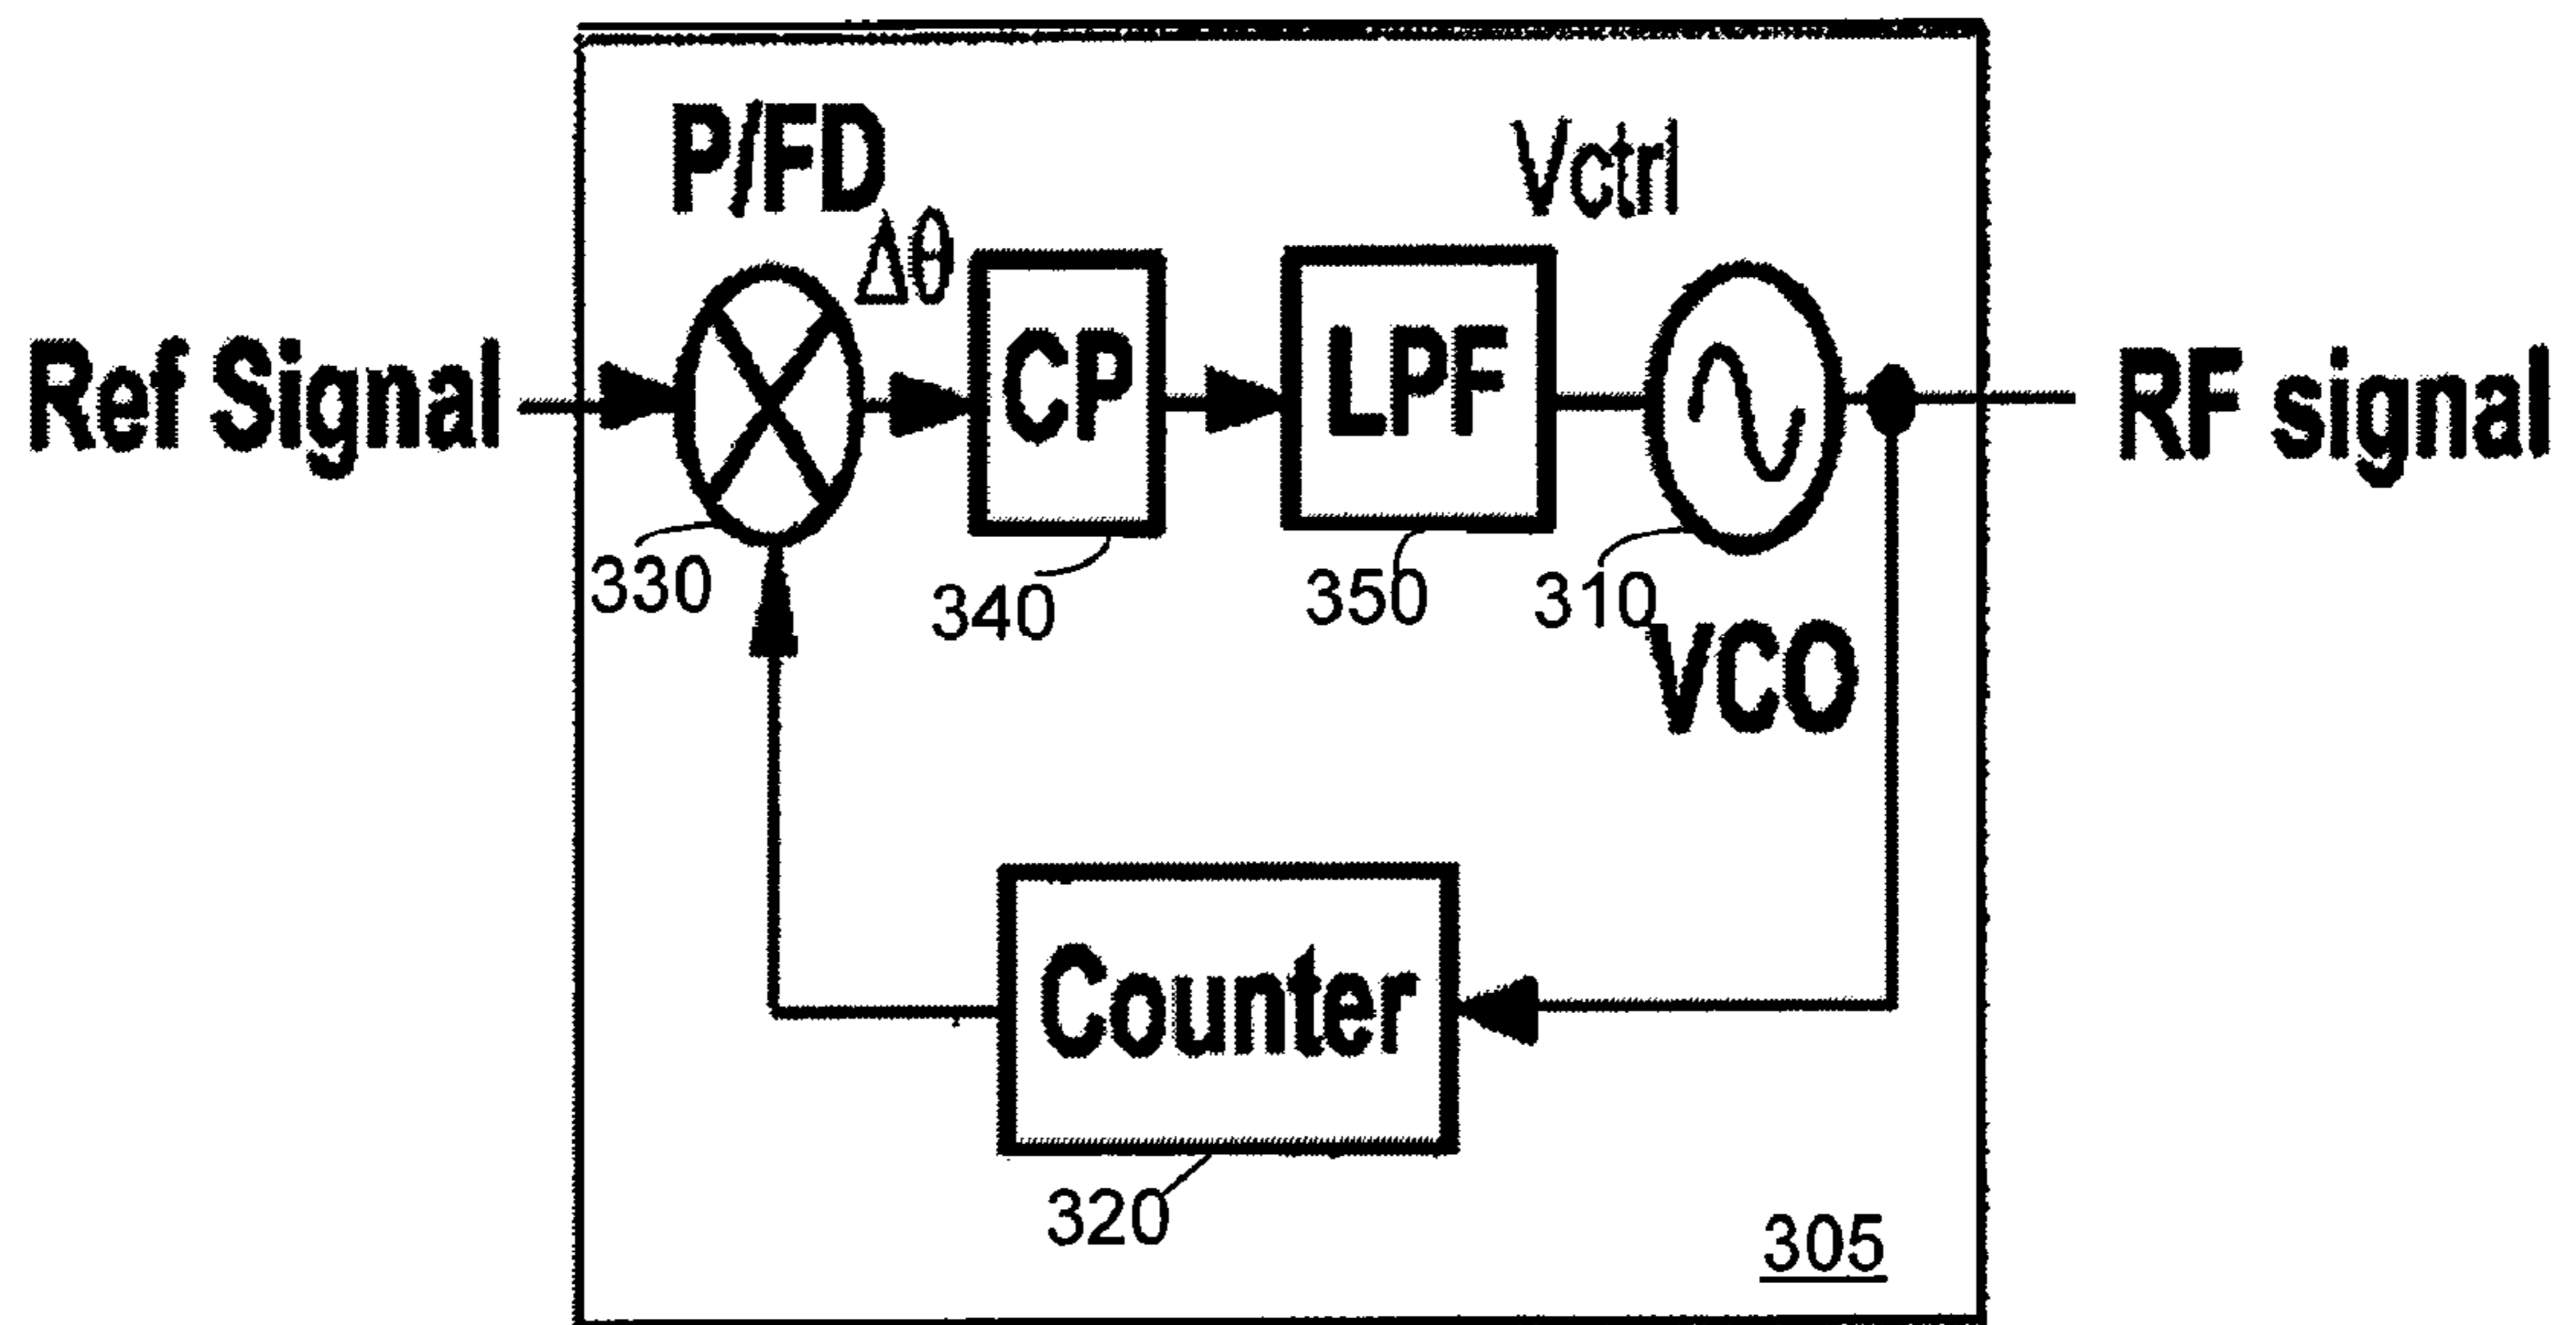 P/FD
Vctrl
Δθ
Ref Signal
CP
LPF
RF signal
330
340
350
310
VCO
Counter
320
305